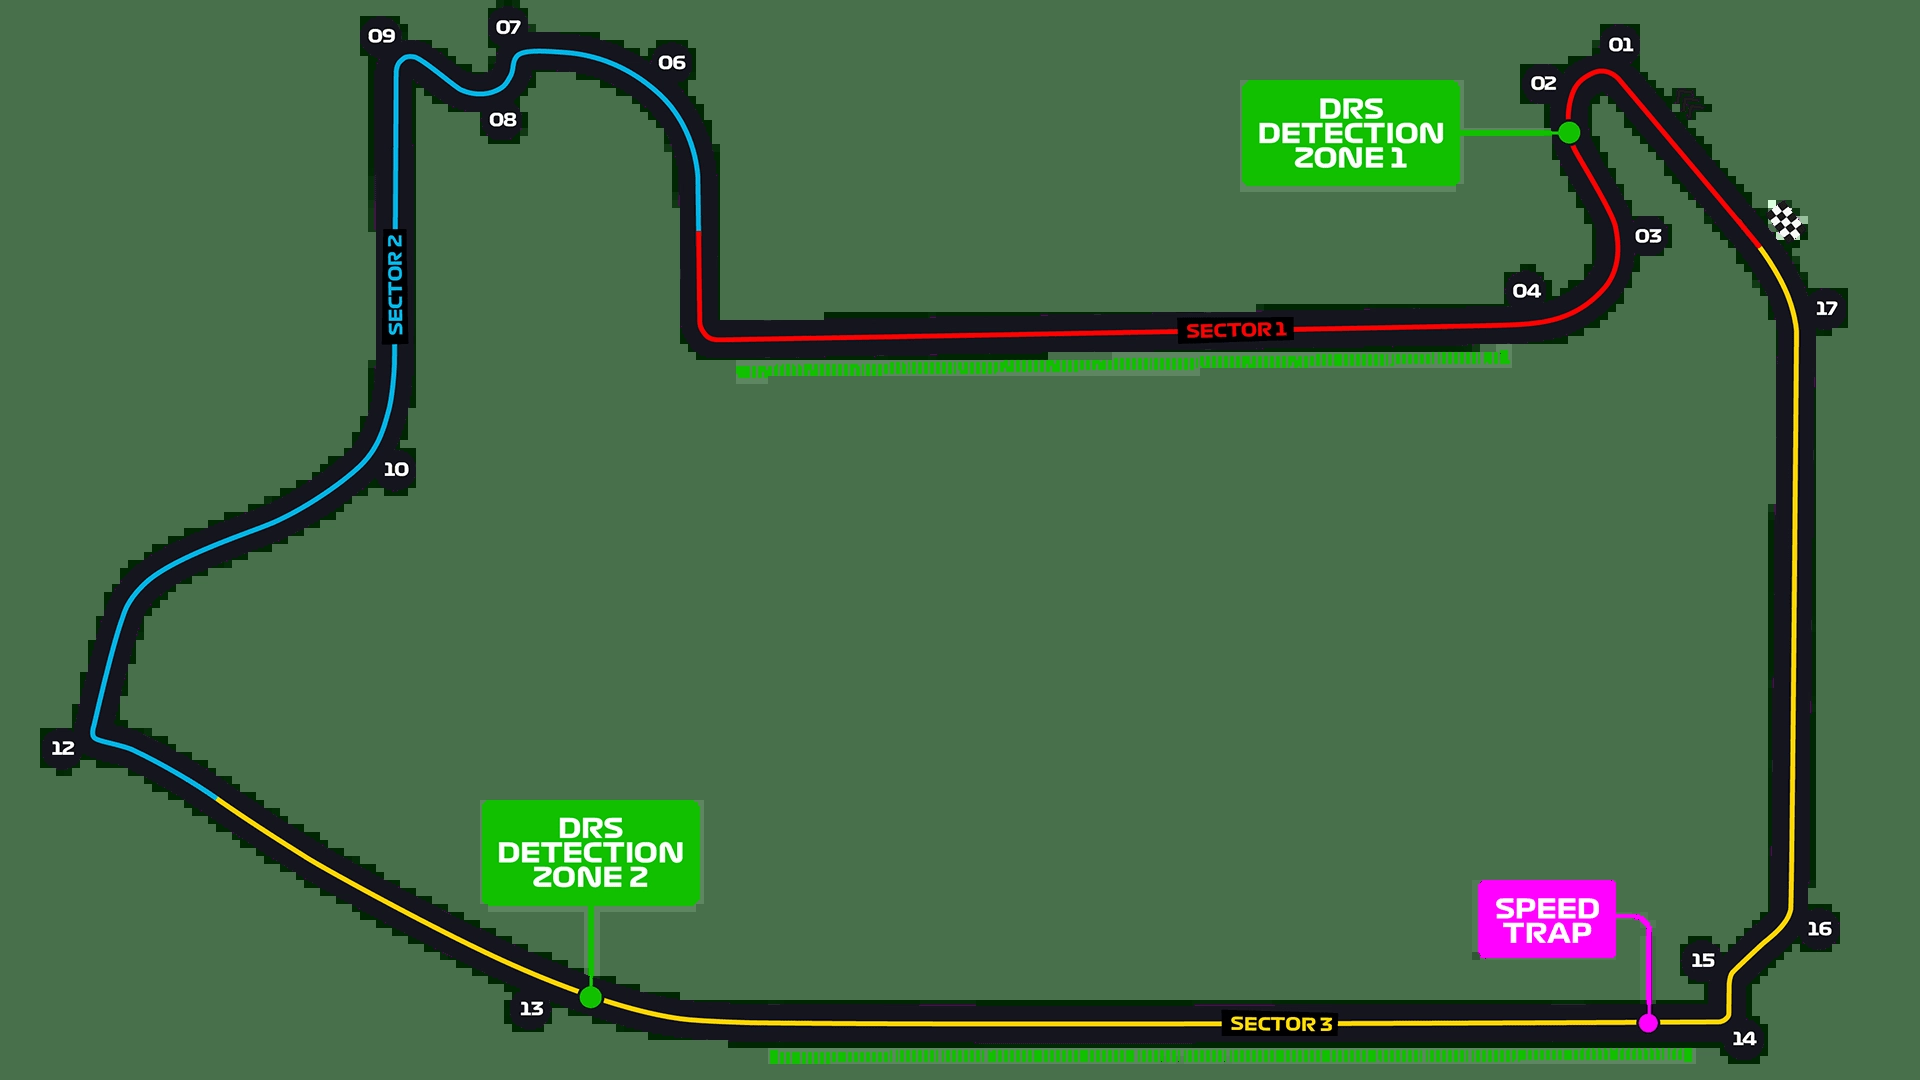 09
07
06
08
01
02
DRS
DETECTION
ZONE 1
03
04
17
SECTOR 2
SECTOR 1
10
12
DRS
DETECTION
ZONE 2
13
SPEED
TRAP
15
16
14
SECTOR 3